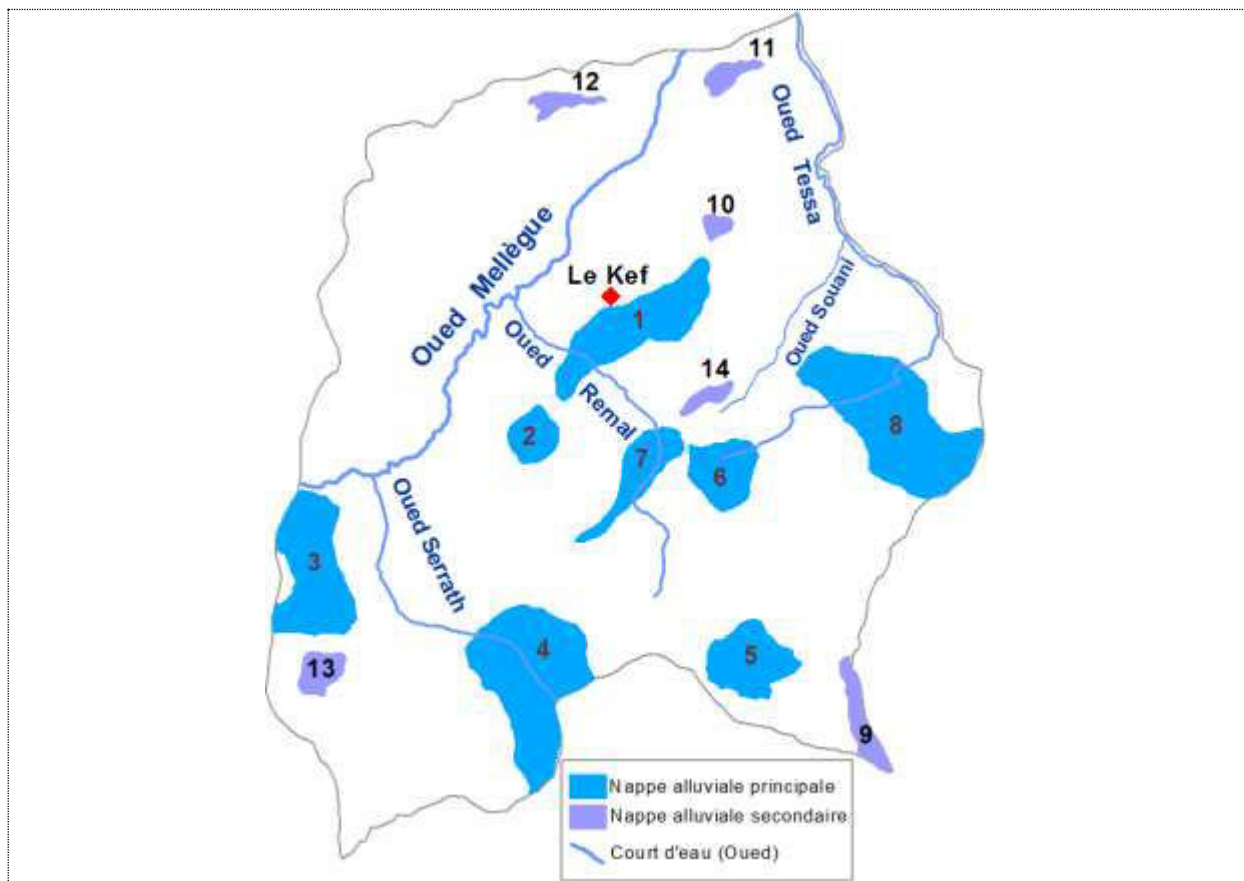 11
12
Oued Tessa
10
Oued Mellègue
Le Kef
1
Oued Souani
Oued Remal
14
2
8
7
6
Oued Serrath
3
4
5
13
9
Nappe alluviale principale
Nappe alluviale secondaire
Court d'eau (Oued)